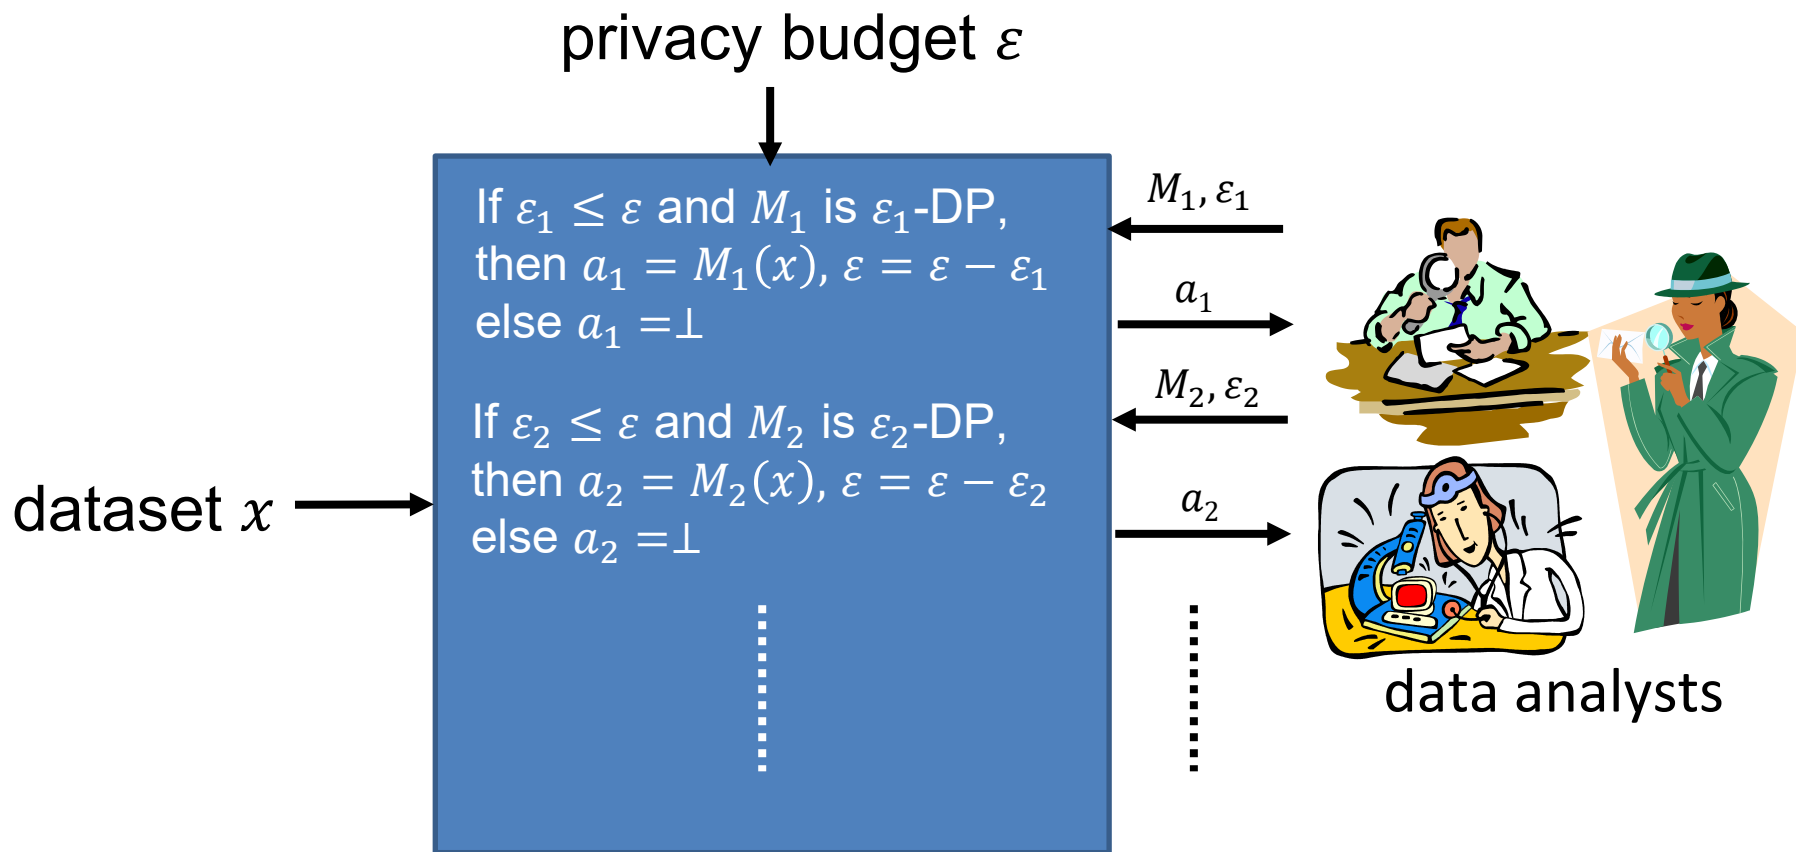 privacy budget ε
If ε₁ ≤ ε and M₁ is ε₁-DP,
then a₁ = M₁(x), ε = ε − ε₁
else a₁ =⊥
If ε₂ ≤ ε and M₂ is ε₂-DP,
then a₂ = M₂(x), ε = ε − ε₂
else a₂ =⊥
dataset x
M₁, ε₁
a₁
M₂, ε₂
a₂
data analysts